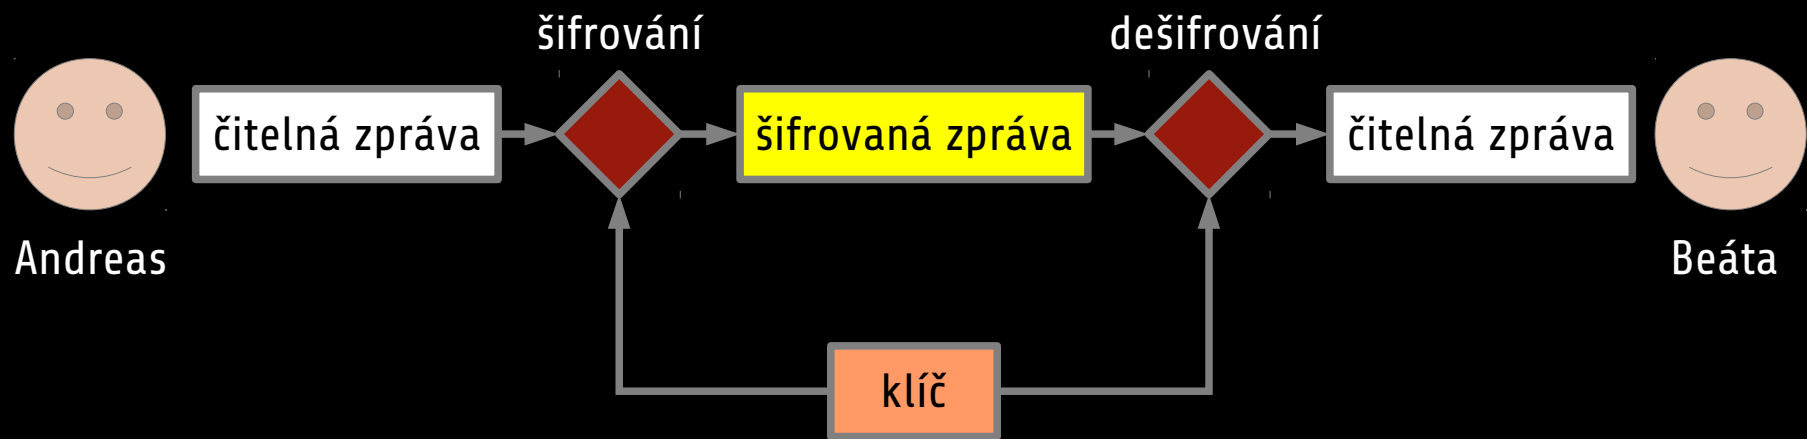 šifrování
dešifrování
čitelná zpráva
šifrovaná zpráva
čitelná zpráva
Andreas
Beáta
klíč